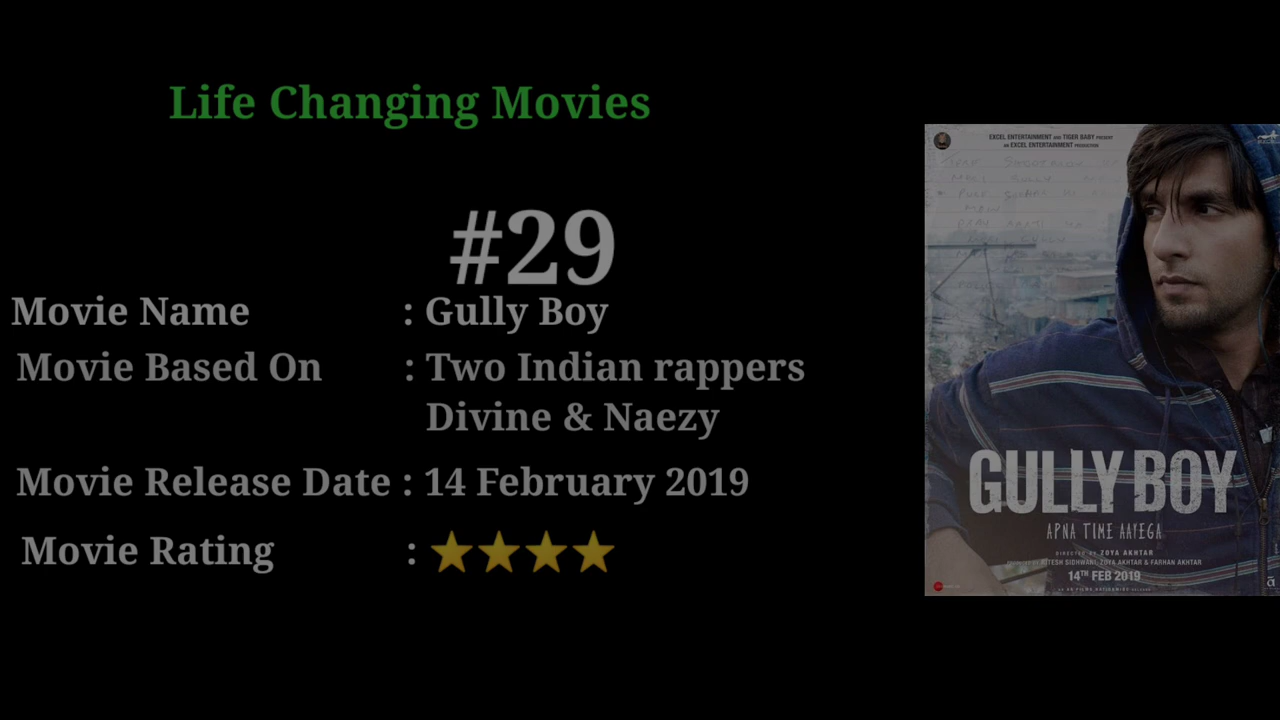 Life Changing Movies
#29
Movie Name : Gully Boy
Movie Based On : Two Indian rappers
Divine & Naezy
Movie Release Date : 14 February 2019
Movie Rating : ⭐⭐⭐⭐
EXCEL ENTERTAINMENT AND TIGER BABY PRESENT
AN EXCEL ENTERTAINMENT PRODUCTION
GULLY BOY
APNA TIME AAYEGA
DIRECTED BY ZOYA AKHTAR
RITESH SIDHWANI, ZOYA AKHTAR & FARHAN AKHTAR
14TH FEB 2019